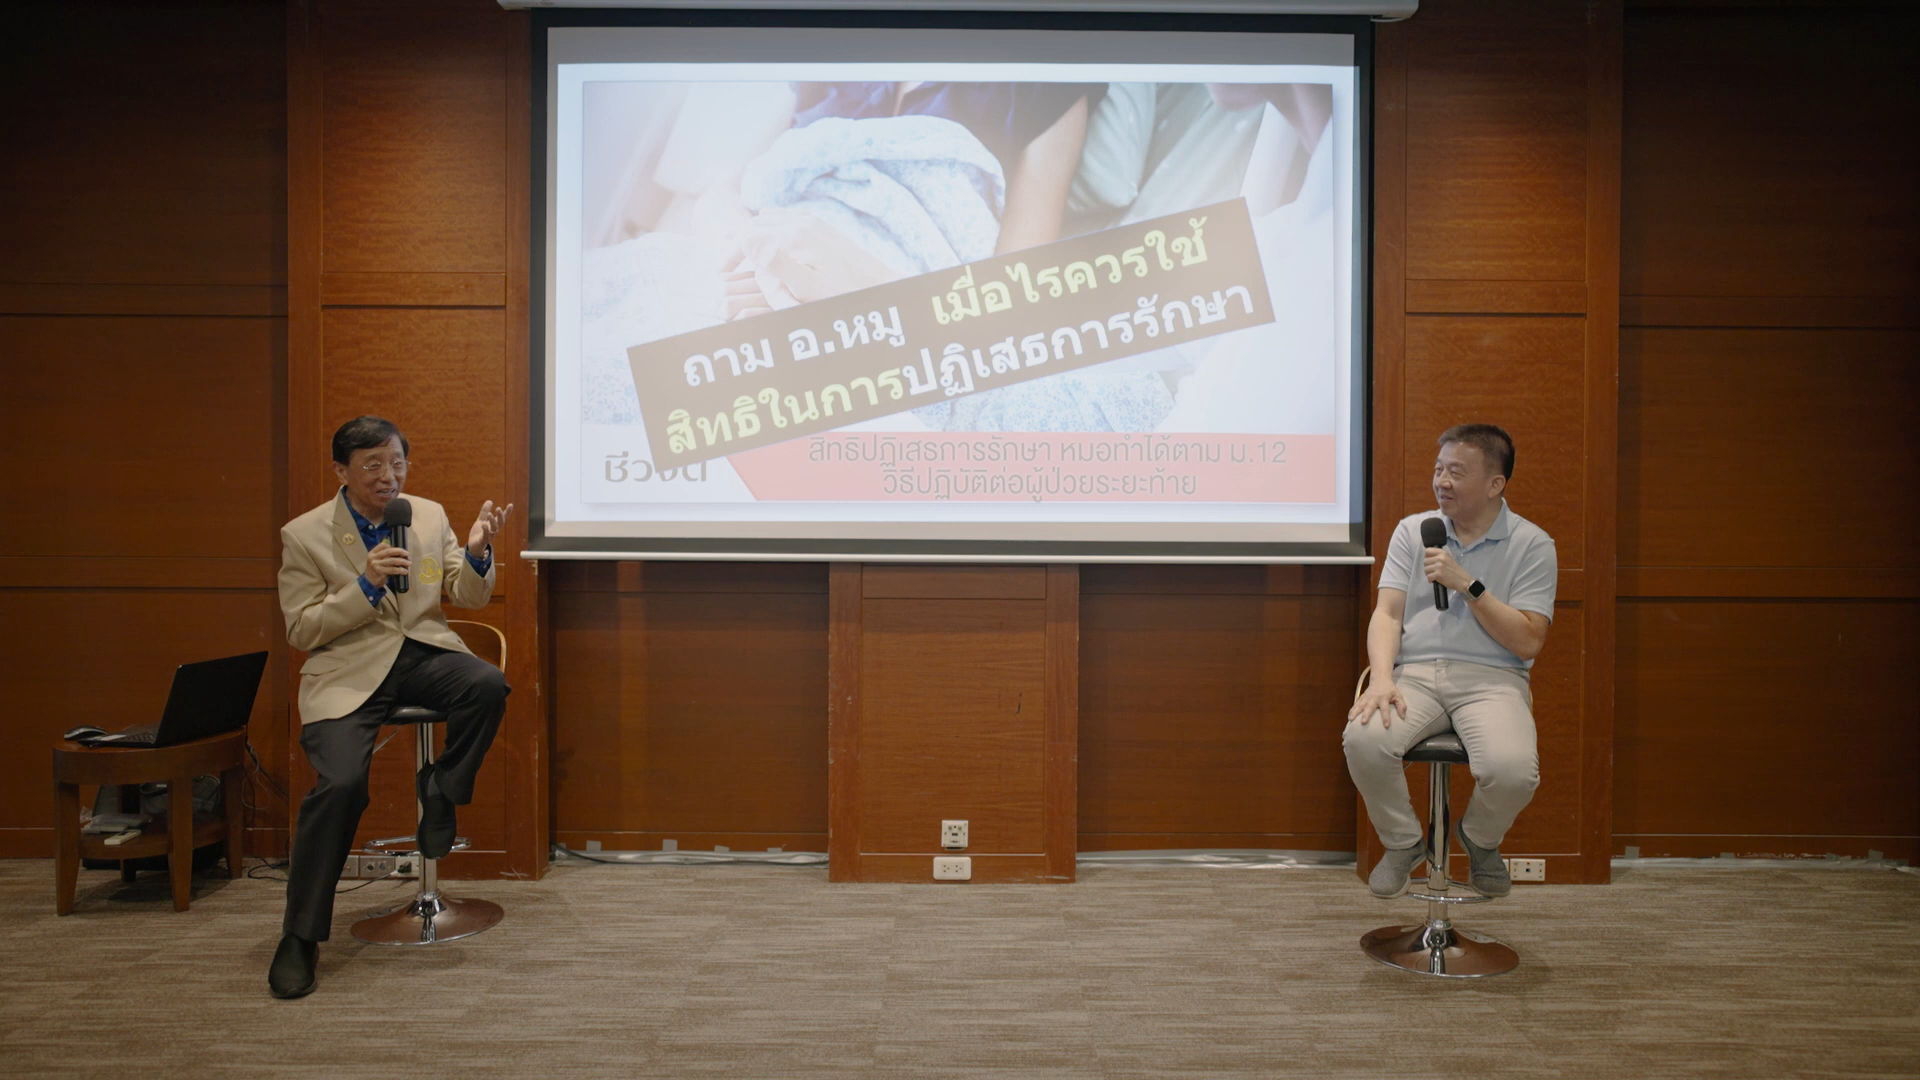 ถาม อ.หมู เมื่อไรควรใช้
สิทธิในการปฏิเสธการรักษา
สิทธิปฏิเสธการรักษา หมอทำได้ตาม ม.12
วิธีปฏิบัติต่อผู้ป่วยระยะท้าย